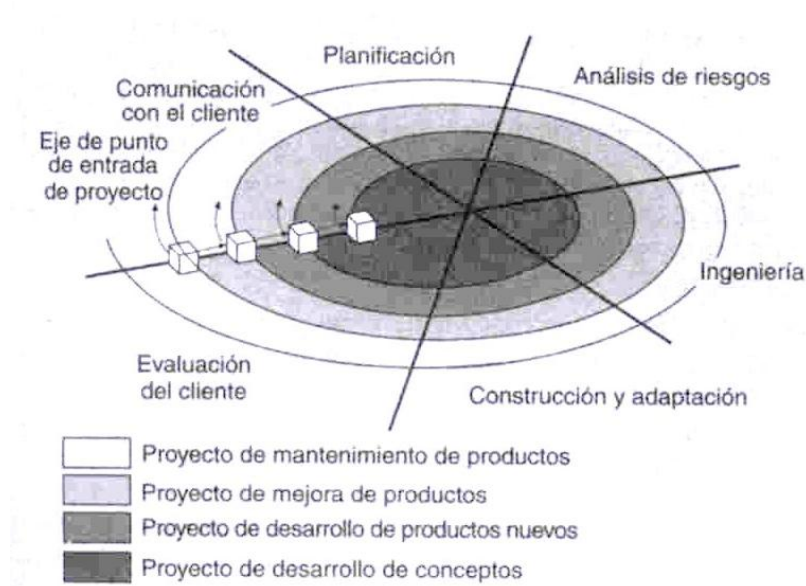 Planificación
Comunicación
con el cliente
Análisis de riesgos
Eje de punto
de entrada
de proyecto
Ingeniería
Evaluación
del cliente
Construcción y adaptación
Proyecto de mantenimiento de productos
Proyecto de mejora de productos
Proyecto de desarrollo de productos nuevos
Proyecto de desarrollo de conceptos